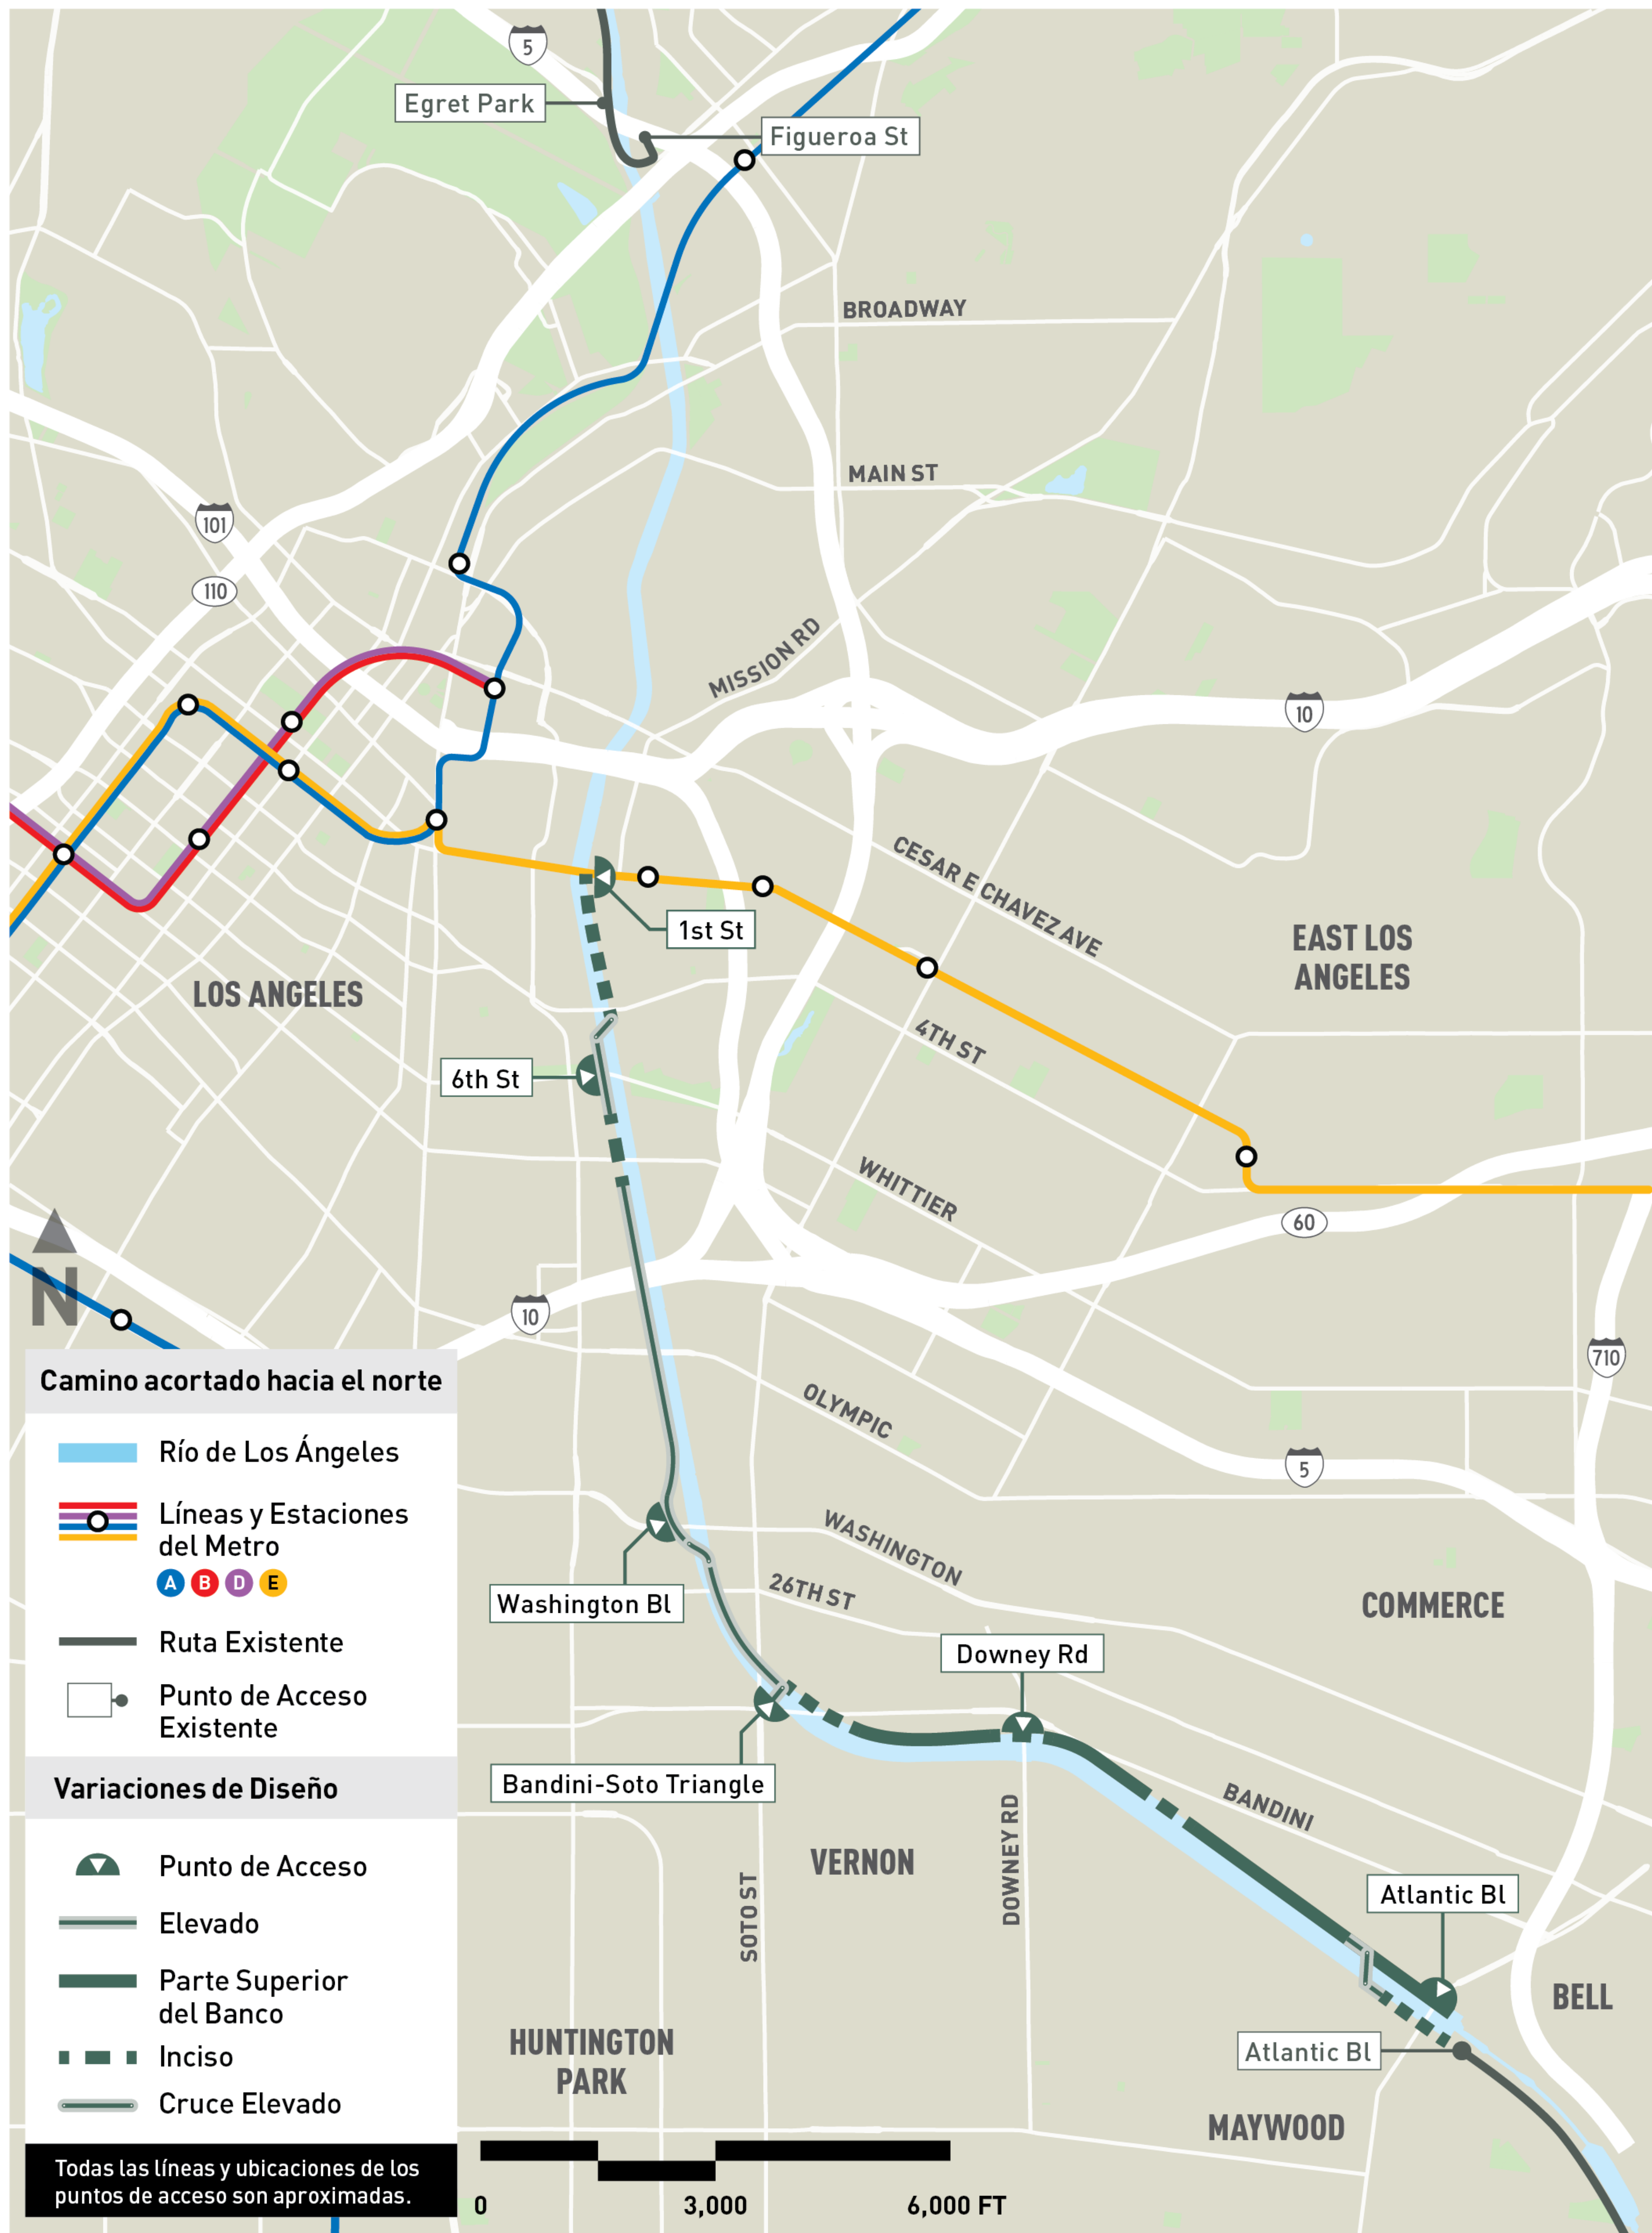 5
Egret Park
Figueroa St
BROADWAY
MAIN ST
101
110
MISSION RD
10
CESAR E CHAVEZ AVE
1st St
EAST LOS
ANGELES
LOS ANGELES
4TH ST
6th St
WHITTIER
60
N
10
710
Camino acortado hacia el norte
OLYMPIC
Río de Los Ángeles
5
Líneas y Estaciones
del Metro
A B D E
WASHINGTON
26TH ST
Washington Bl
COMMERCE
Ruta Existente
Downey Rd
Punto de Acceso
Existente
Bandini-Soto Triangle
Variaciones de Diseño
BANDINI
VERNON
DOWNEY RD
SOTO ST
Punto de Acceso
Atlantic Bl
Elevado
Parte Superior
del Banco
BELL
HUNTINGTON
PARK
Inciso
Atlantic Bl
Cruce Elevado
MAYWOOD
Todas las líneas y ubicaciones de los
puntos de acceso son aproximadas.
0 3,000 6,000 FT